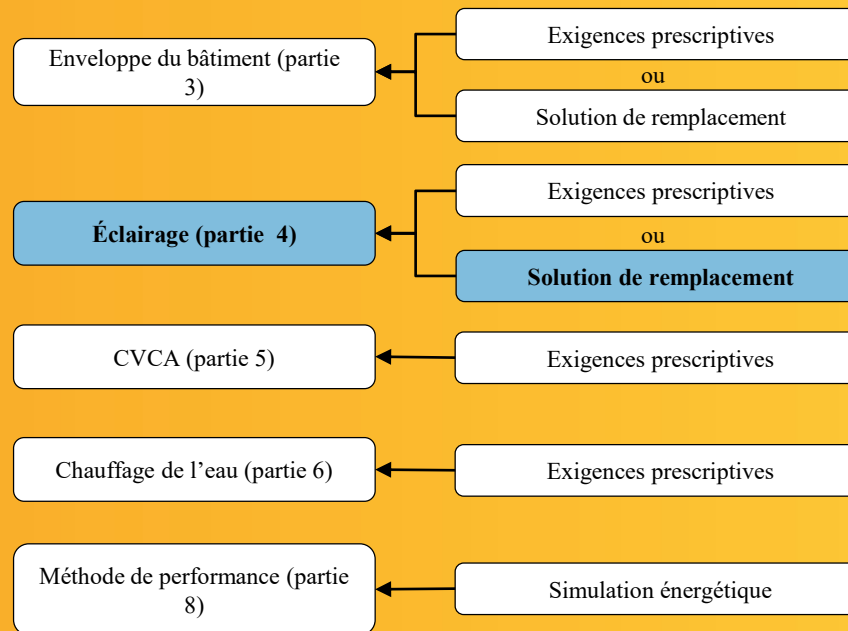 Enveloppe du bâtiment (partie
3)
Exigences prescriptives
ou
Solution de remplacement
Éclairage (partie 4)
Exigences prescriptives
ou
Solution de remplacement
CVCA (partie 5)
Exigences prescriptives
Chauffage de l’eau (partie 6)
Exigences prescriptives
Méthode de performance (partie
8)
Simulation énergétique